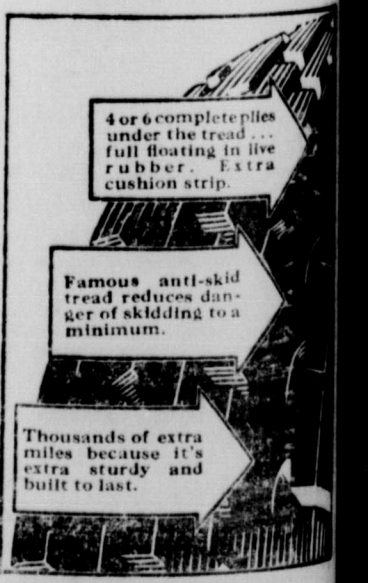 4 or 6 complete plies
under the tread ...
full floating in live
rubber. Extra
cushion strip.
Famous anti-skid
tread reduces dan-
ger of skidding to a
minimum.
Thousands of extra
miles because it's
extra sturdy and
built to last.